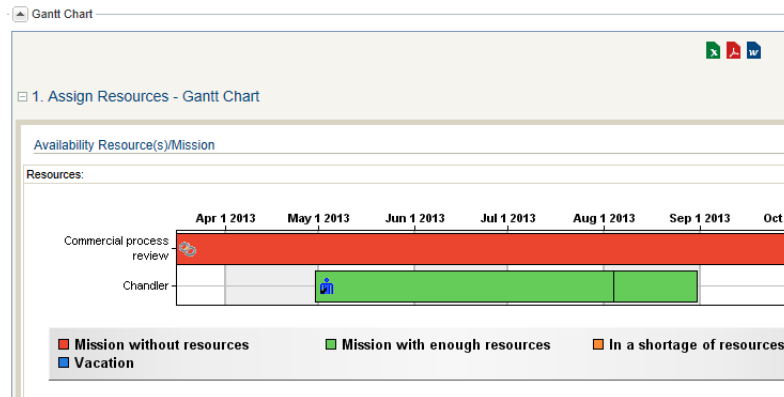 Gantt Chart
1. Assign Resources - Gantt Chart
Availability Resource(s)/Mission
Resources:
Apr 1 2013 May 1 2013 Jun 1 2013 Jul 1 2013 Aug 1 2013 Sep 1 2013 Oct
Commercial process
review
Chandler
Mission without resources Mission with enough resources In a shortage of resources
Vacation